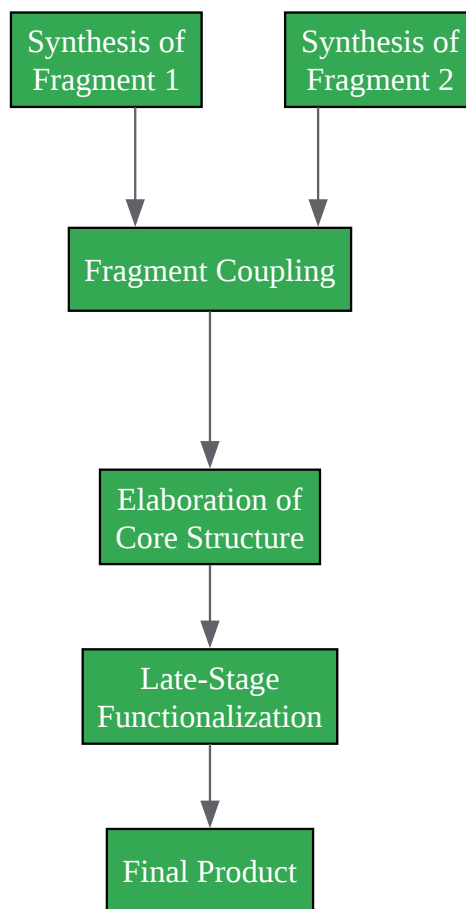 Synthesis of
Fragment 1
Synthesis of
Fragment 2
Fragment Coupling
Elaboration of
Core Structure
Late-Stage
Functionalization
Final Product